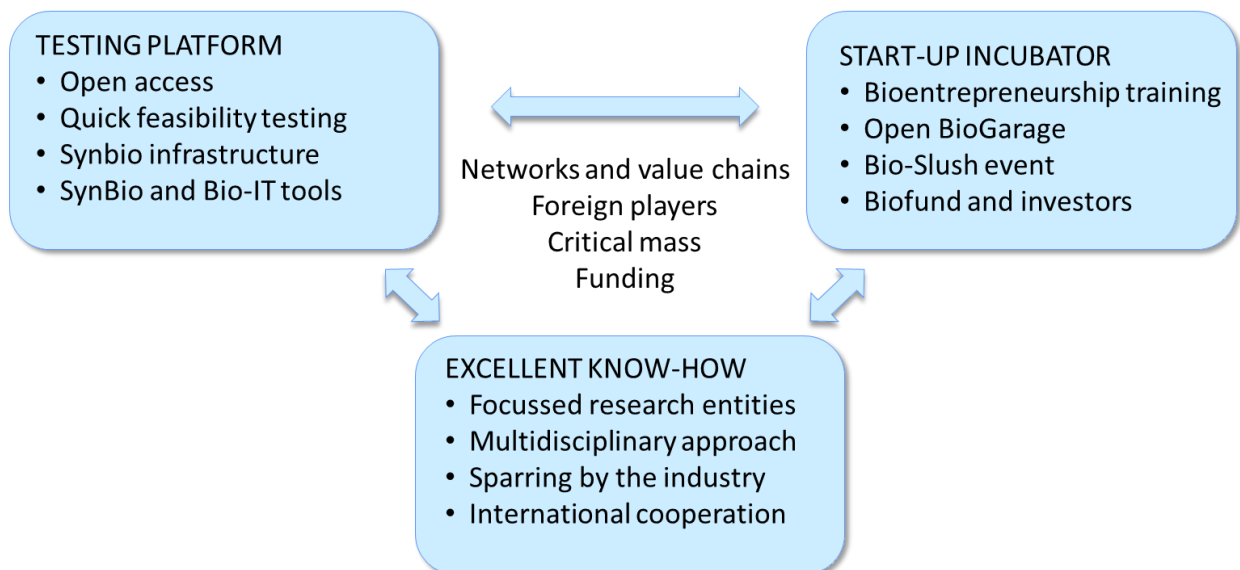 TESTING PLATFORM
• Open access
• Quick feasibility testing
• Synbio infrastructure
• SynBio and Bio-IT tools
START-UP INCUBATOR
• Bioentrepreneurship training
• Open BioGarage
• Bio-Slush event
• Biofund and investors
Networks and value chains
Foreign players
Critical mass
Funding
EXCELLENT KNOW-HOW
• Focussed research entities
• Multidisciplinary approach
• Sparring by the industry
• International cooperation